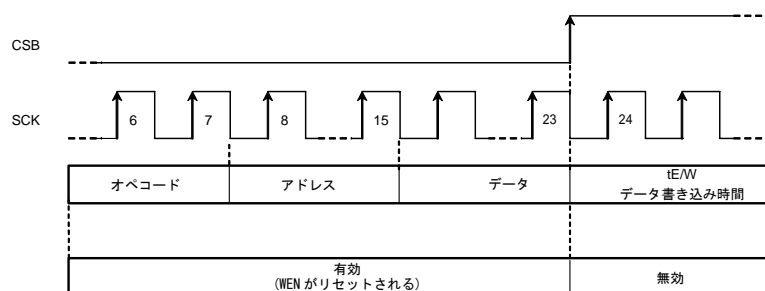 CSB
SCK
6 7 8 15 23 24
オペコード アドレス データ tE/W
データ書き込み時間
有効
(WEN がリセットされる)
無効